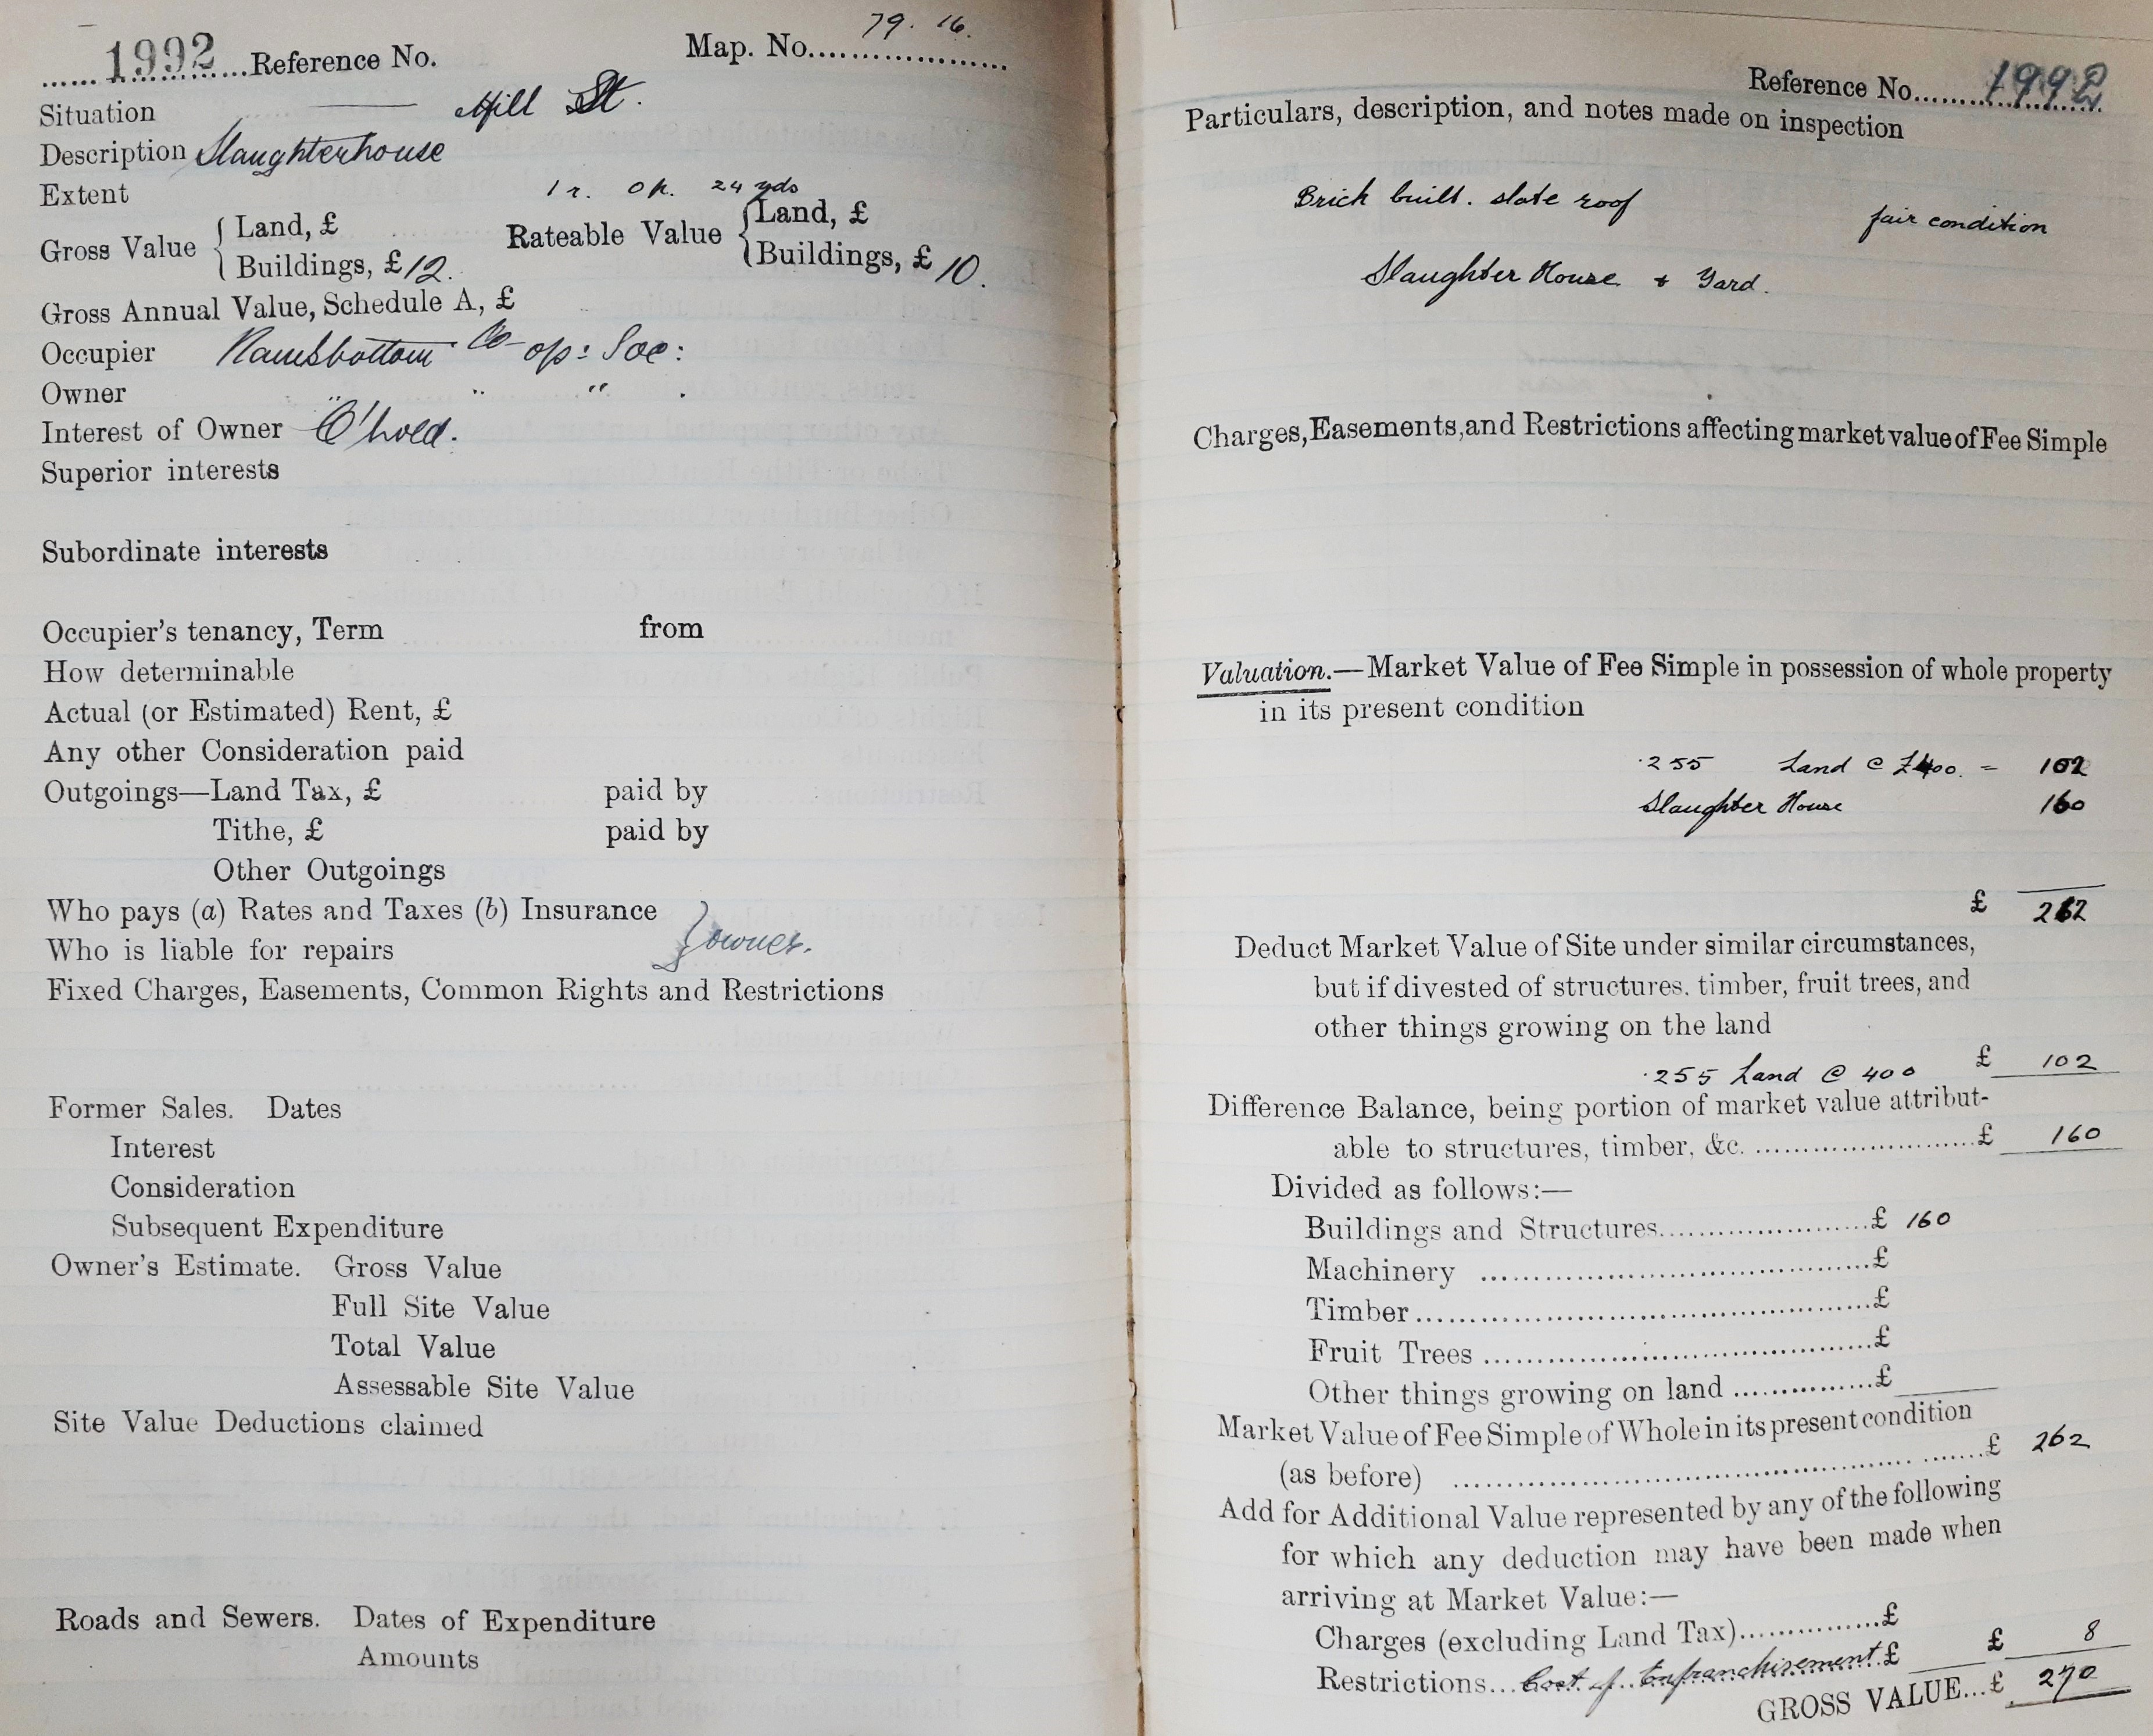 1992 Reference No. Map. No. 79. 16.
Situation Hill St.
Description Slaughterhouse
Extent 1 r. 0 p. 24 yds
Gross Value { Land, £ Rateable Value { Land, £
Buildings, £ 12. Buildings, £ 10.
Gross Annual Value, Schedule A, £
Occupier Ramsbottom Co-op: Soc:
Owner " " "
Interest of Owner C'hold.
Superior interests
Subordinate interests
Occupier's tenancy, Term from
How determinable
Actual (or Estimated) Rent, £
Any other Consideration paid
Outgoings—Land Tax, £ paid by
Tithe, £ paid by
Other Outgoings
Who pays (a) Rates and Taxes (b) Insurance
Who is liable for repairs } owner.
Fixed Charges, Easements, Common Rights and Restrictions
Former Sales. Dates
Interest
Consideration
Subsequent Expenditure
Owner's Estimate. Gross Value
Full Site Value
Total Value
Assessable Site Value
Site Value Deductions claimed
Roads and Sewers. Dates of Expenditure
Amounts
Reference No. 1992
Particulars, description, and notes made on inspection
Brick built. slate roof fair condition
Slaughter House & Yard.
Charges, Easements, and Restrictions affecting market value of Fee Simple
Valuation.—Market Value of Fee Simple in possession of whole property
in its present condition
.255 Land @ £400. = 102
Slaughter House 160
£ 262
Deduct Market Value of Site under similar circumstances,
but if divested of structures, timber, fruit trees, and
other things growing on the land
.255 Land @ 400 £ 102
Difference Balance, being portion of market value attribut-
able to structures, timber, &c. £ 160
Divided as follows:—
Buildings and Structures £ 160
Machinery £
Timber £
Fruit Trees £
Other things growing on land £
Market Value of Fee Simple of Whole in its present condition
(as before) £ 262
Add for Additional Value represented by any of the following
for which any deduction may have been made when
arriving at Market Value:—
Charges (excluding Land Tax) £
Restrictions Cost of Enfranchisement £ £ 8
GROSS VALUE £ 270